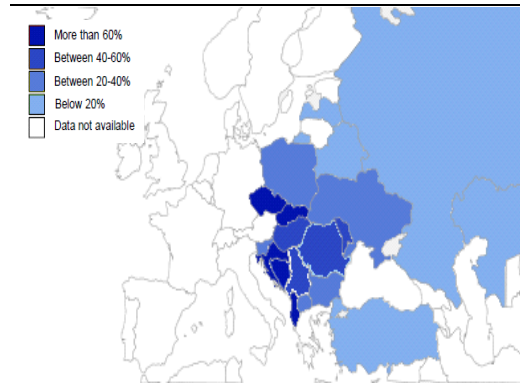 More than 60%
Between 40-60%
Between 20-40%
Below 20%
Data not available